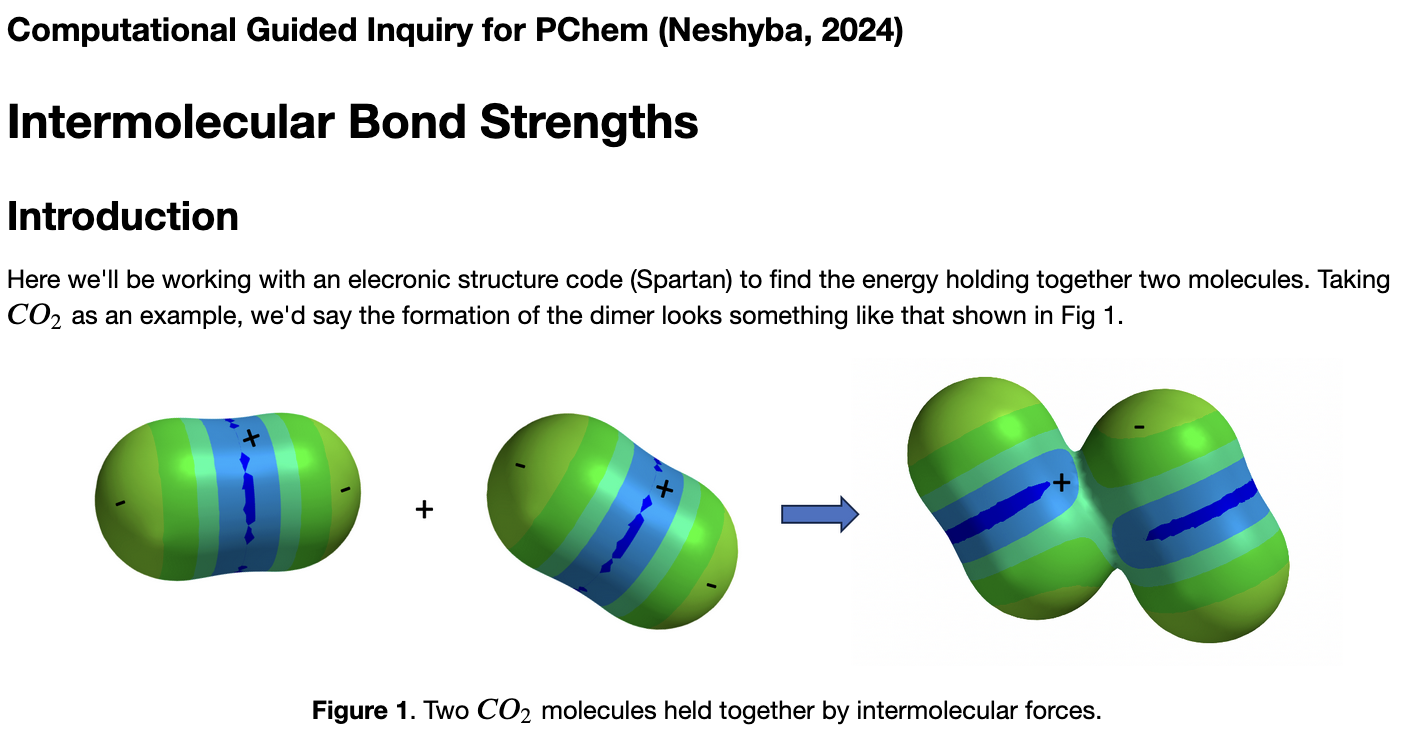 Computational Guided Inquiry for PChem (Neshyba, 2024)
Intermolecular Bond Strengths
Introduction
Here we'll be working with an elecronic structure code (Spartan) to find the energy holding together two molecules. Taking
CO₂ as an example, we'd say the formation of the dimer looks something like that shown in Fig 1.
- + - + - + - + -
Figure 1. Two CO₂ molecules held together by intermolecular forces.